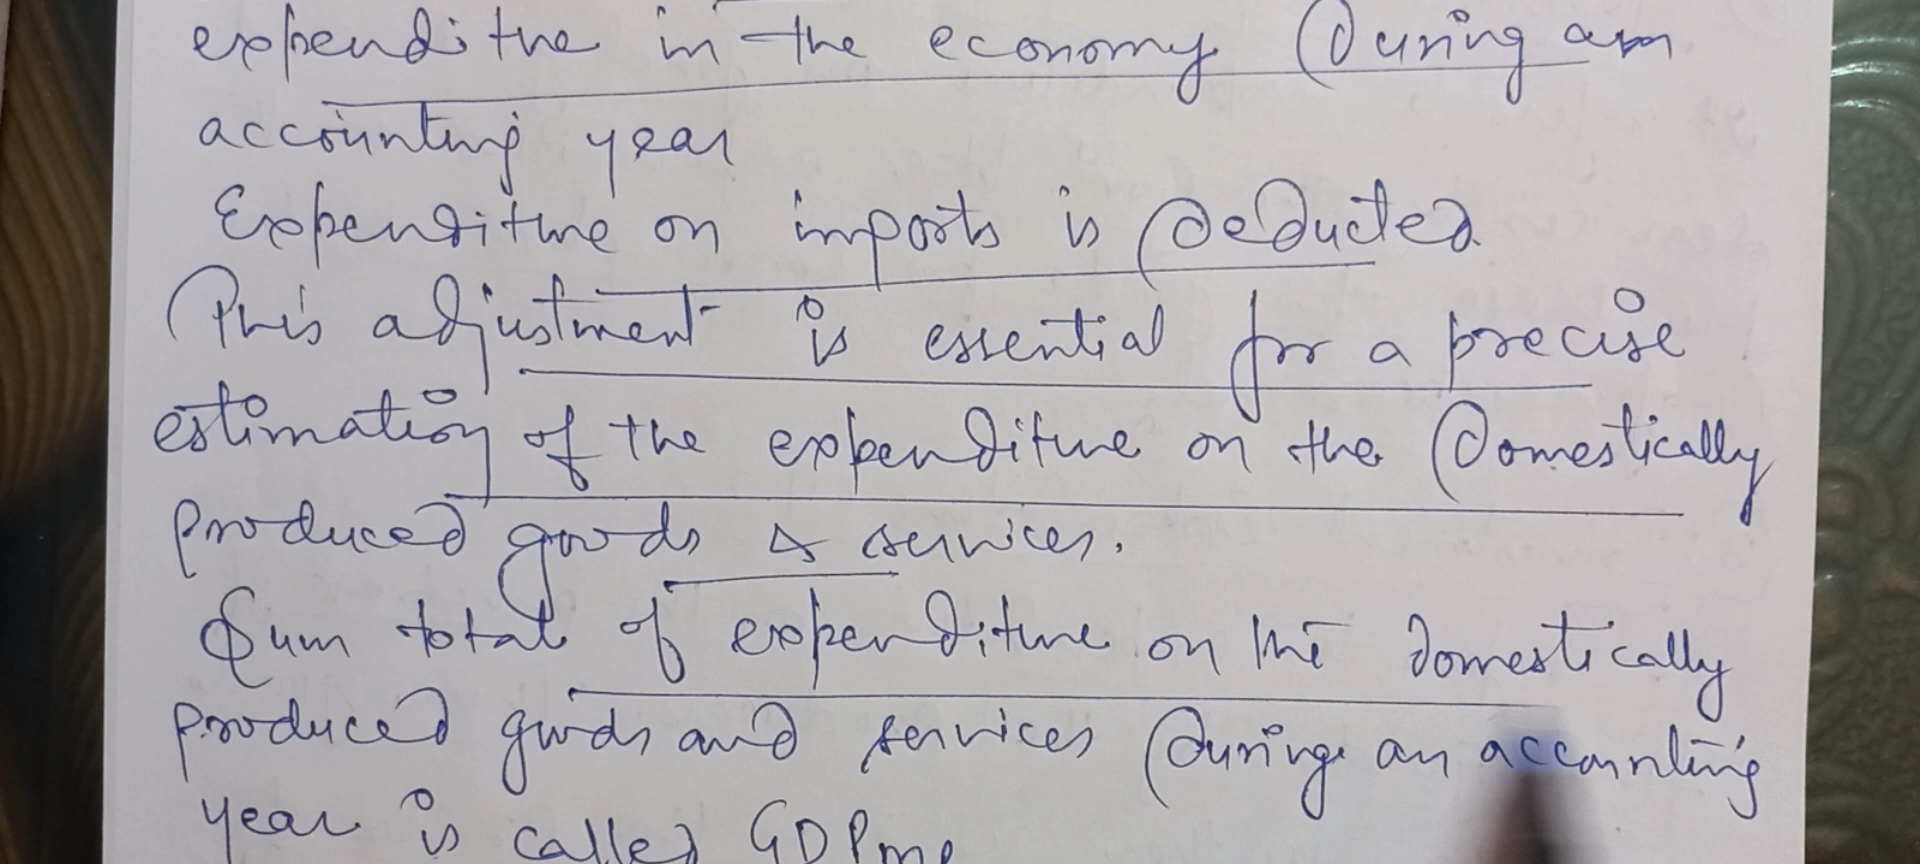 expenditure in the economy During an
accounting year
Expenditure on imports is Deducted
This adjustment is essential for a precise
estimation of the expenditure on the Domestically
produced goods & services.
Sum total of expenditure on the domestically
produced goods and services During an accounting
year is called GDPmp